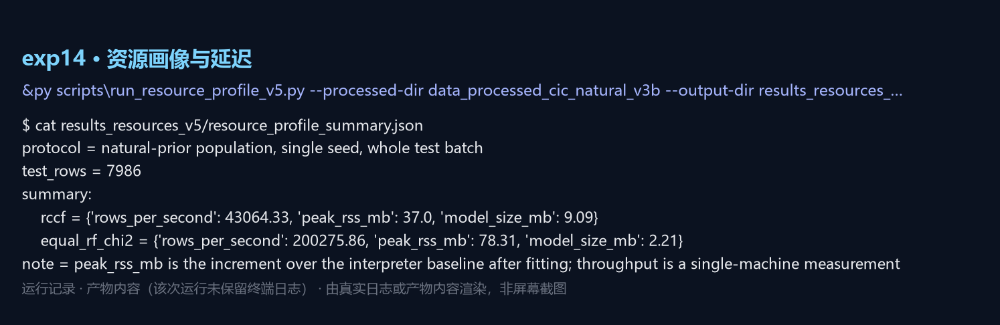 exp14 • 资源画像与延迟
&py scripts\run_resource_profile_v5.py --processed-dir data_processed_cic_natural_v3b --output-dir results_resources_...
$ cat results_resources_v5/resource_profile_summary.json
protocol = natural-prior population, single seed, whole test batch
test_rows = 7986
summary:
rccf = {'rows_per_second': 43064.33, 'peak_rss_mb': 37.0, 'model_size_mb': 9.09}
equal_rf_chi2 = {'rows_per_second': 200275.86, 'peak_rss_mb': 78.31, 'model_size_mb': 2.21}
note = peak_rss_mb is the increment over the interpreter baseline after fitting; throughput is a single-machine measurement
运行记录 · 产物内容（该次运行未保留终端日志） · 由真实日志或产物内容渲染，非屏幕截图